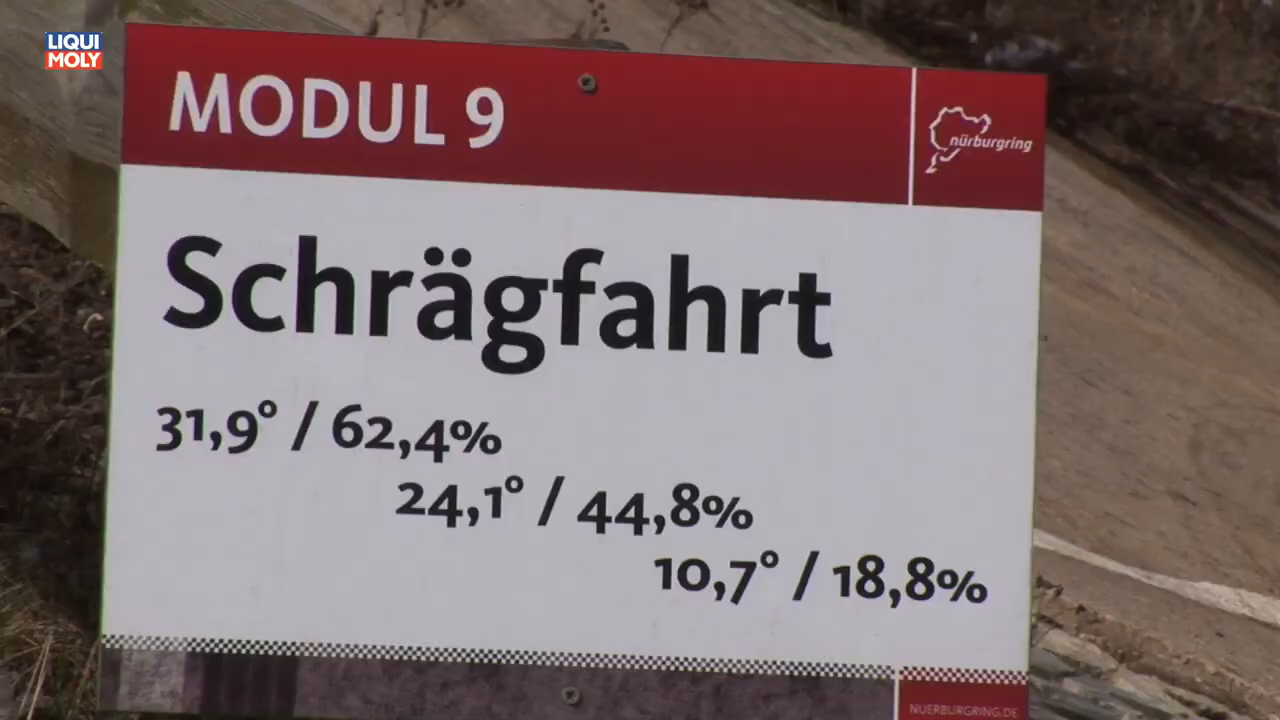 LIQUI
MOLY
MODUL 9
nürburgring
Schrägfahrt
31,9° / 62,4%
24,1° / 44,8%
10,7° / 18,8%
NUERBURGRING.DE